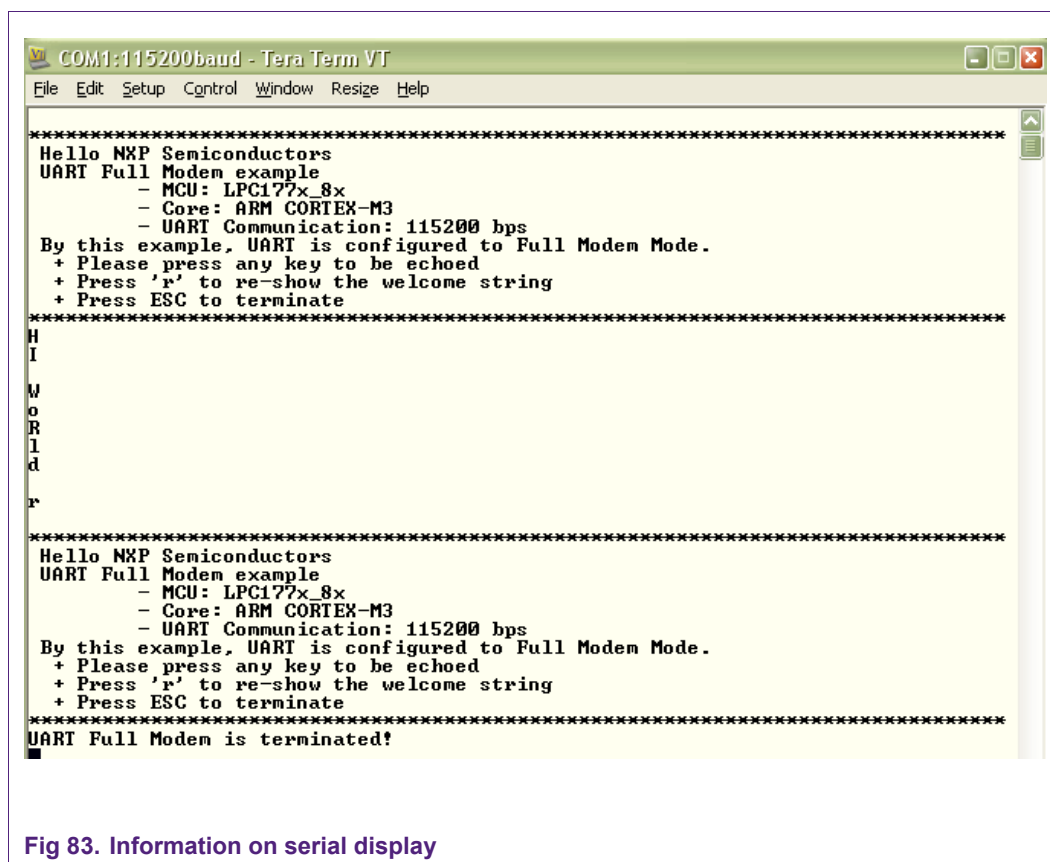 COM1:115200baud - Tera Term VT
File Edit Setup Control Window Resize Help
********************************************************************************
Hello NXP Semiconductors
UART Full Modem example
- MCU: LPC177x_8x
- Core: ARM CORTEX-M3
- UART Communication: 115200 bps
By this example, UART is configured to Full Modem Mode.
+ Please press any key to be echoed
+ Press 'r' to re-show the welcome string
+ Press ESC to terminate
********************************************************************************
H
I
W
o
R
l
d
r
********************************************************************************
Hello NXP Semiconductors
UART Full Modem example
- MCU: LPC177x_8x
- Core: ARM CORTEX-M3
- UART Communication: 115200 bps
By this example, UART is configured to Full Modem Mode.
+ Please press any key to be echoed
+ Press 'r' to re-show the welcome string
+ Press ESC to terminate
********************************************************************************
UART Full Modem is terminated!
Fig 83. Information on serial display